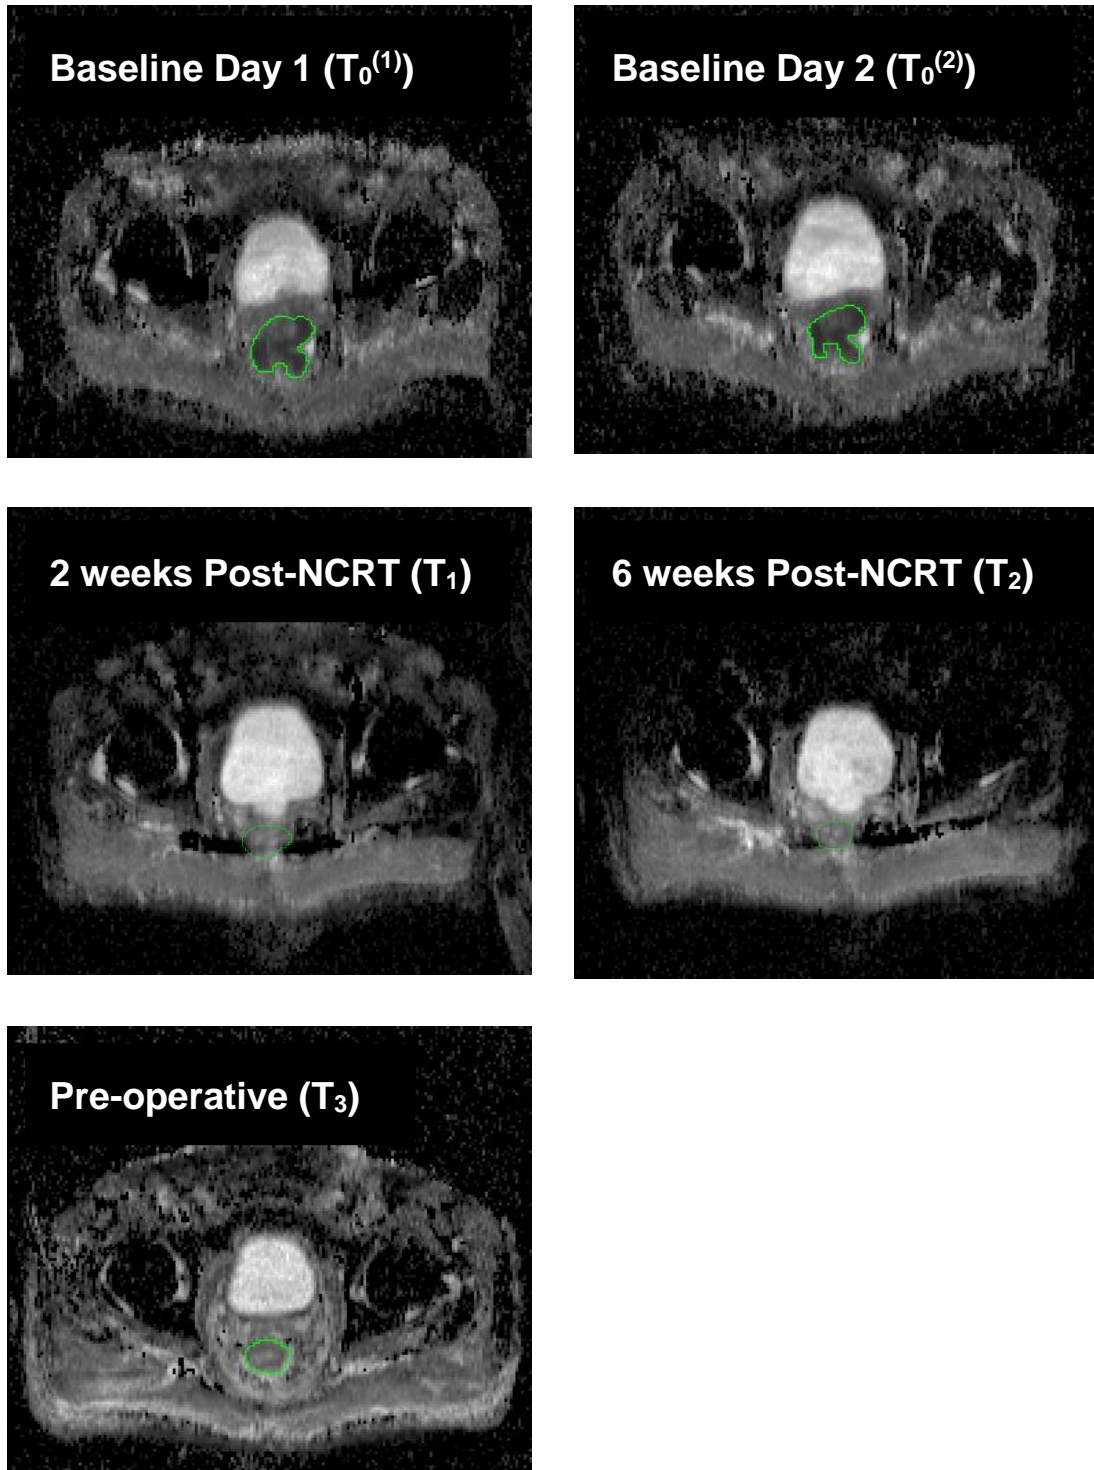 Baseline Day 1 (T₀⁽¹⁾)
Baseline Day 2 (T₀⁽²⁾)
2 weeks Post-NCRT (T₁)
6 weeks Post-NCRT (T₂)
Pre-operative (T₃)